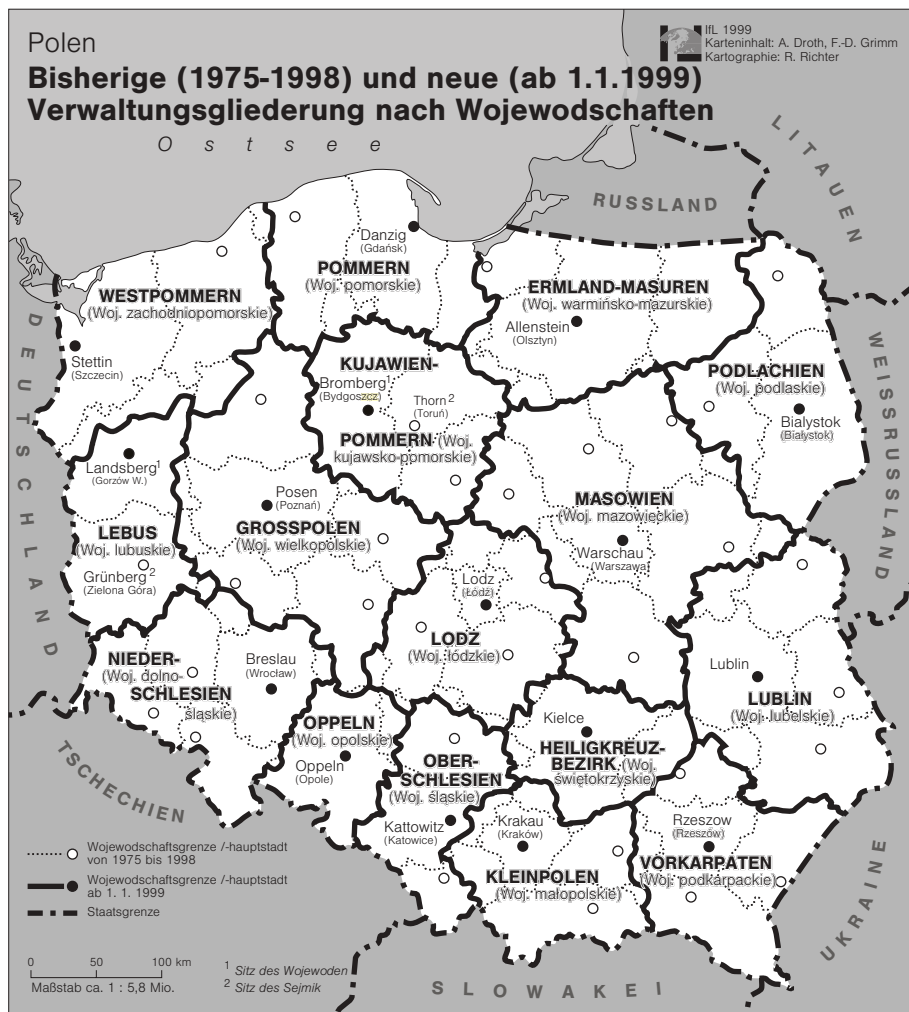 Polen
Bisherige (1975-1998) und neue (ab 1.1.1999)
Verwaltungsgliederung nach Wojewodschaften
IfL 1999
Karteninhalt: A. Droth, F.-D. Grimm
Kartographie: R. Richter
Ostsee
LITAUEN
RUSSLAND
WEISSRUSSLAND
DEUTSCHLAND
Danzig
(Gdańsk)
POMMERN
(Woj. pomorskie)
WESTPOMMERN
(Woj. zachodniopomorskie)
Stettin
(Szczecin)
ERMLAND-MASUREN
(Woj. warmińsko-mazurskie)
Allenstein
(Olsztyn)
KUJAWIEN-
Bromberg1
(Bydgoszcz)
Thorn2
(Toruń)
POMMERN (Woj.
kujawsko-pomorskie)
PODLACHIEN
(Woj. podlaskie)
Bialystok
(Białystok)
Landsberg1
(Gorzów W.)
LEBUS
(Woj. lubuskie)
Grünberg2
(Zielona Góra)
Posen
(Poznań)
GROSSPOLEN
(Woj. wielkopolskie)
MASOWIEN
(Woj. mazowieckie)
Warschau
(Warszawa)
Lodz
(Łódź)
LODZ
(Woj. łódzkie)
NIEDER-
(Woj. dolno-
SCHLESIEN
śląskie)
Breslau
(Wrocław)
OPPELN
(Woj. opolskie)
Oppeln
(Opole)
OBER-
SCHLESIEN
(Woj. śląskie)
Kattowitz
(Katowice)
Kielce
HEILIGKREUZ-
BEZIRK (Woj.
świętokrzyskie)
Lublin
LUBLIN
(Woj. lubelskie)
Krakau
(Kraków)
KLEINPOLEN
(Woj. małopolskie)
Rzeszow
(Rzeszów)
VORKARPATEN
(Woj. podkarpackie)
TSCHECHIEN
SLOWAKEI
UKRAINE
Wojewodschaftsgrenze /-hauptstadt
von 1975 bis 1998
Wojewodschaftsgrenze /-hauptstadt
ab 1. 1. 1999
Staatsgrenze
0 50 100 km
Maßstab ca. 1 : 5,8 Mio.
1 Sitz des Wojewoden
2 Sitz des Sejmik